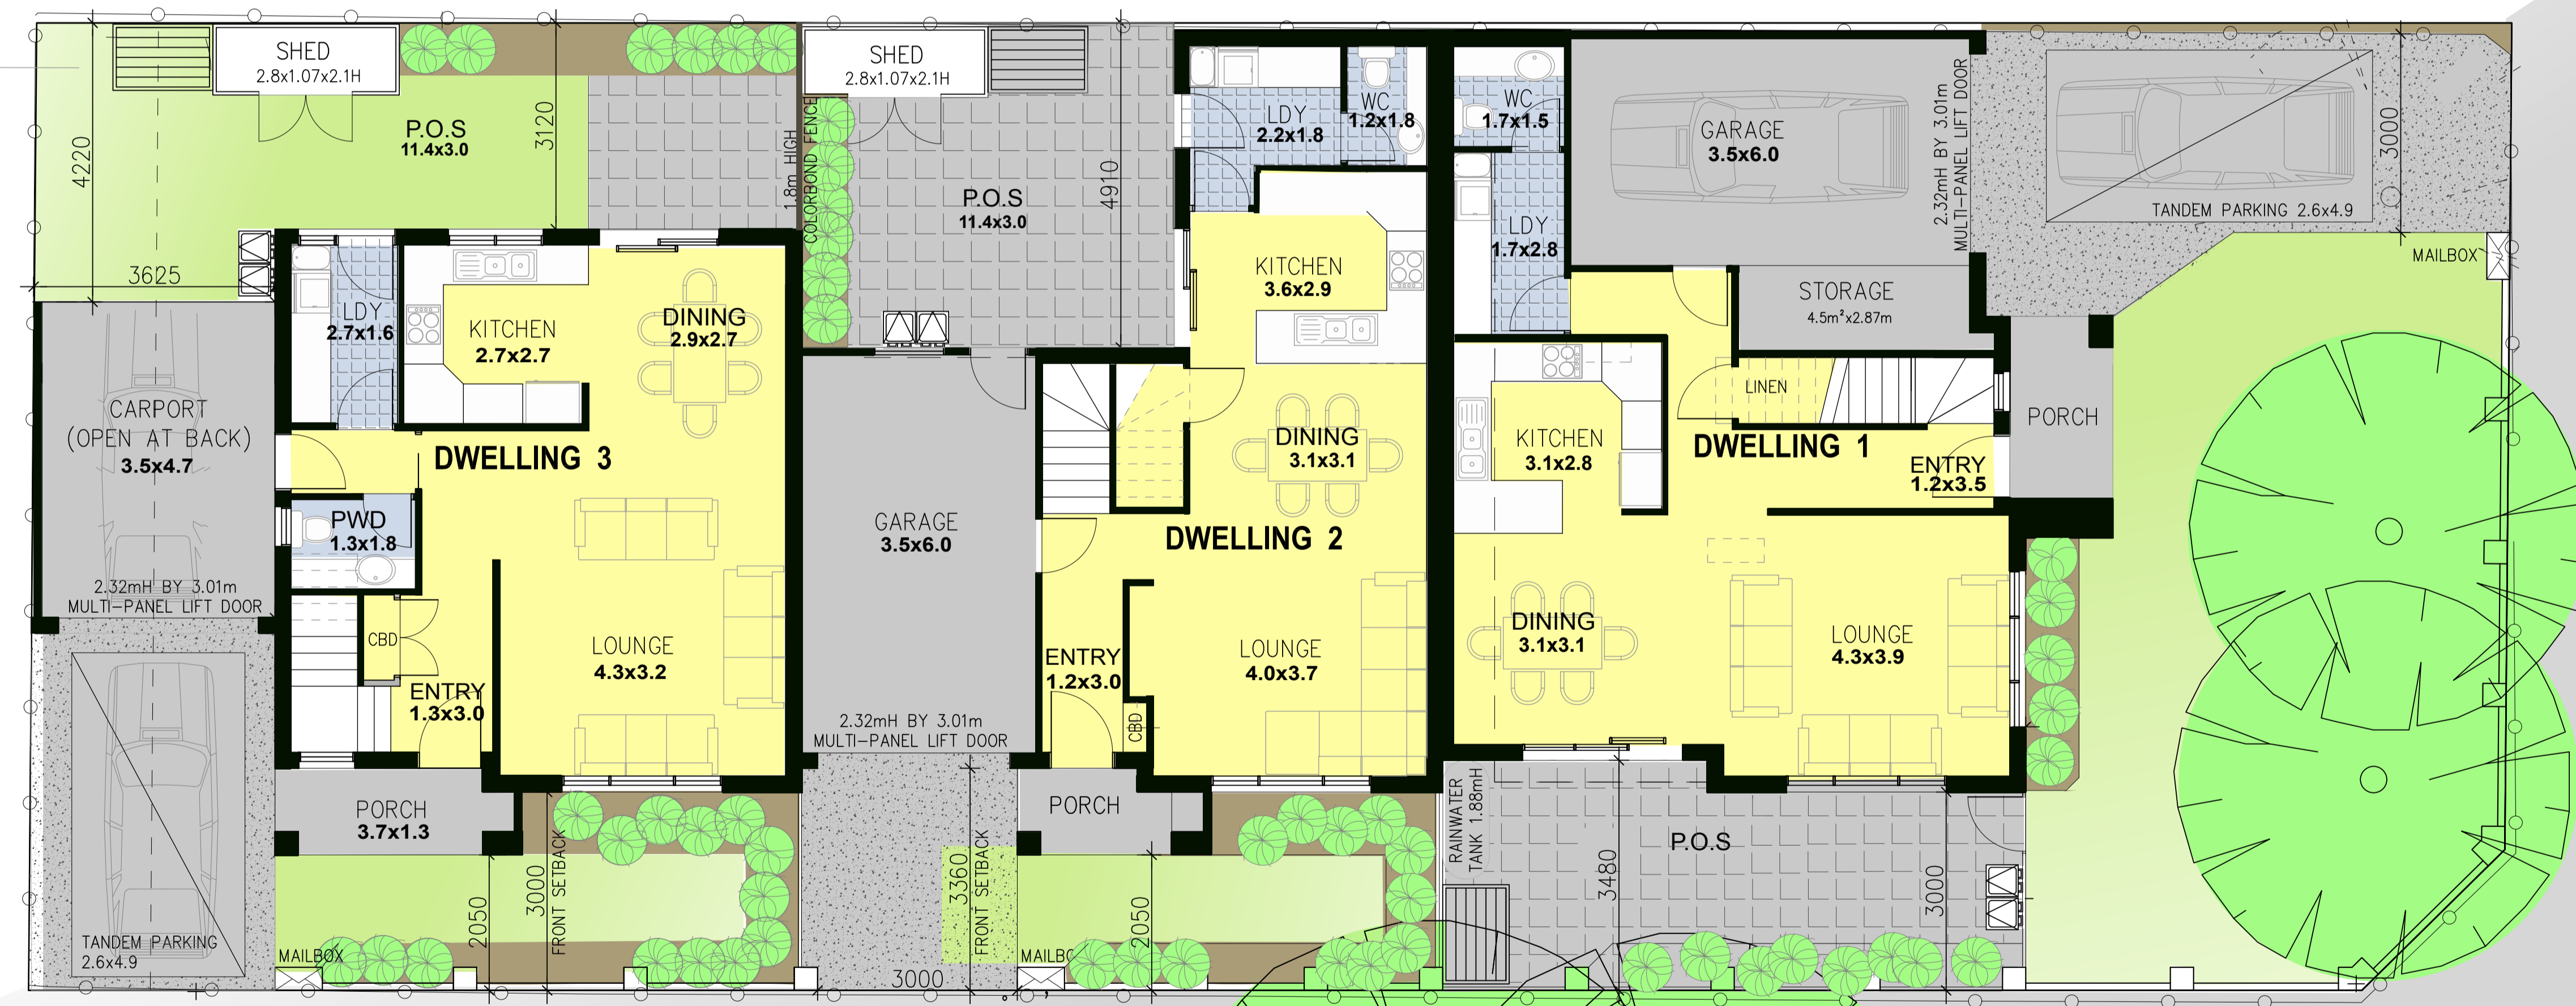 SHED
2.8x1.07x2.1H
P.O.S
11.4x3.0
4220
3120
3625
1.8m HIGH
COLORBOND FENCE
LDY
2.7x1.6
KITCHEN
2.7x2.7
DINING
2.9x2.7
CARPORT
(OPEN AT BACK)
3.5x4.7
DWELLING 3
PWD
1.3x1.8
2.32mH BY 3.01m
MULTI-PANEL LIFT DOOR
CBD
LOUNGE
4.3x3.2
ENTRY
1.3x3.0
PORCH
3.7x1.3
TANDEM PARKING
2.6x4.9
MAILBOX
2050
3000
FRONT SETBACK
SHED
2.8x1.07x2.1H
P.O.S
11.4x3.0
4910
LDY
2.2x1.8
WC
1.2x1.8
KITCHEN
3.6x2.9
DINING
3.1x3.1
GARAGE
3.5x6.0
DWELLING 2
LOUNGE
4.0x3.7
ENTRY
1.2x3.0
CBD
2.32mH BY 3.01m
MULTI-PANEL LIFT DOOR
PORCH
3360
FRONT SETBACK
MAILBO
2050
3000
WC
1.7x1.5
LDY
1.7x2.8
GARAGE
3.5x6.0
2.32mH BY 3.01m
MULTI-PANEL LIFT DOOR
TANDEM PARKING 2.6x4.9
3000
MAILBOX
STORAGE
4.5m²x2.87m
LINEN
PORCH
KITCHEN
3.1x2.8
DWELLING 1
ENTRY
1.2x3.5
DINING
3.1x3.1
LOUNGE
4.3x3.9
RAINWATER
TANK 1.88mH
P.O.S
3480
3000